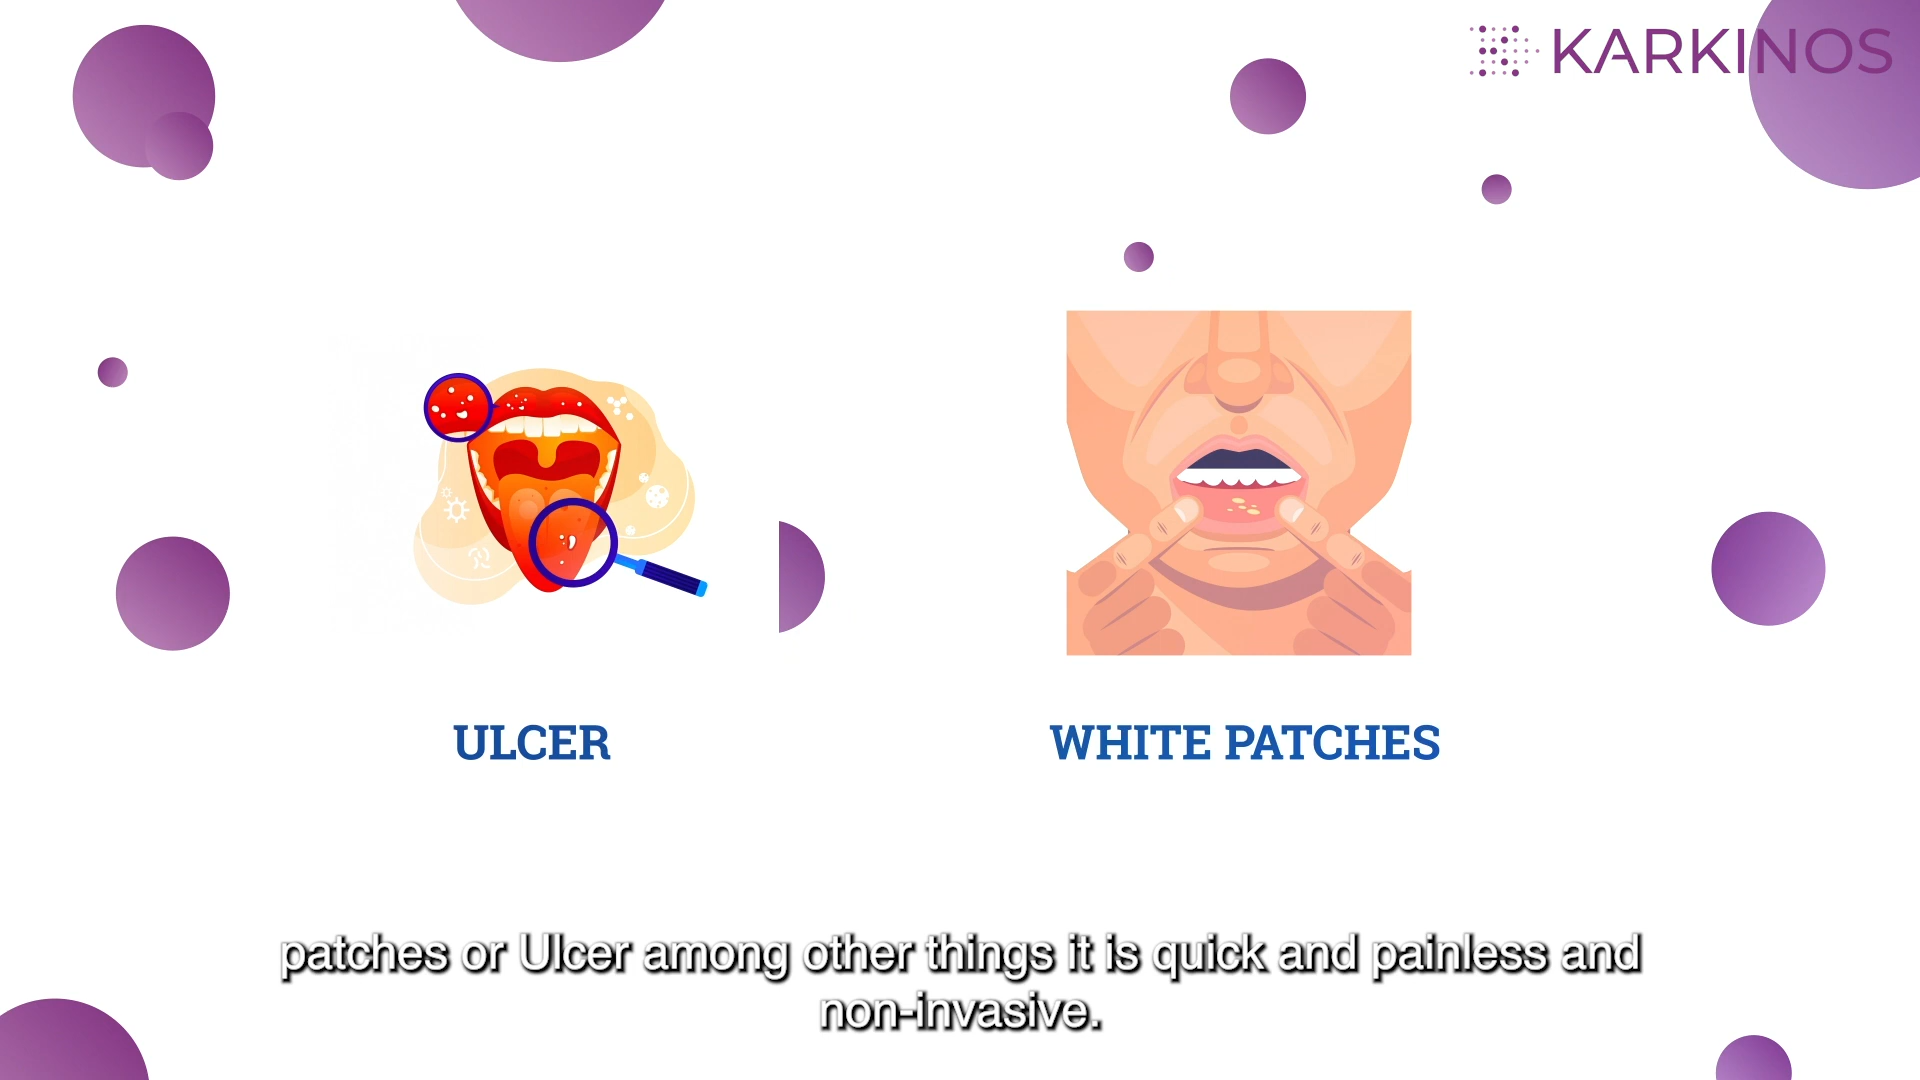 KARKINOS
ULCER
WHITE PATCHES
patches or Ulcer among other things it is quick and painless and
non-invasive.